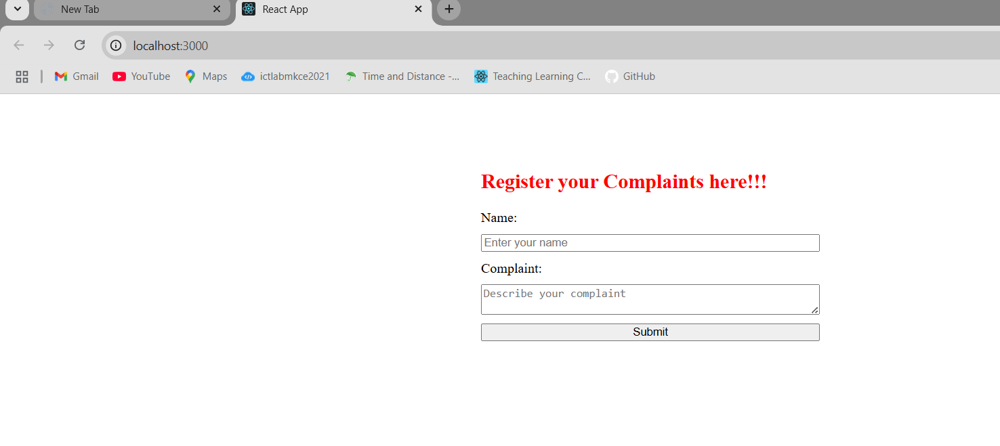 New Tab
React App
localhost:3000
Gmail YouTube Maps ictlabmkce2021 Time and Distance -... Teaching Learning C... GitHub
Register your Complaints here!!!
Name:
Enter your name
Complaint:
Describe your complaint
Submit